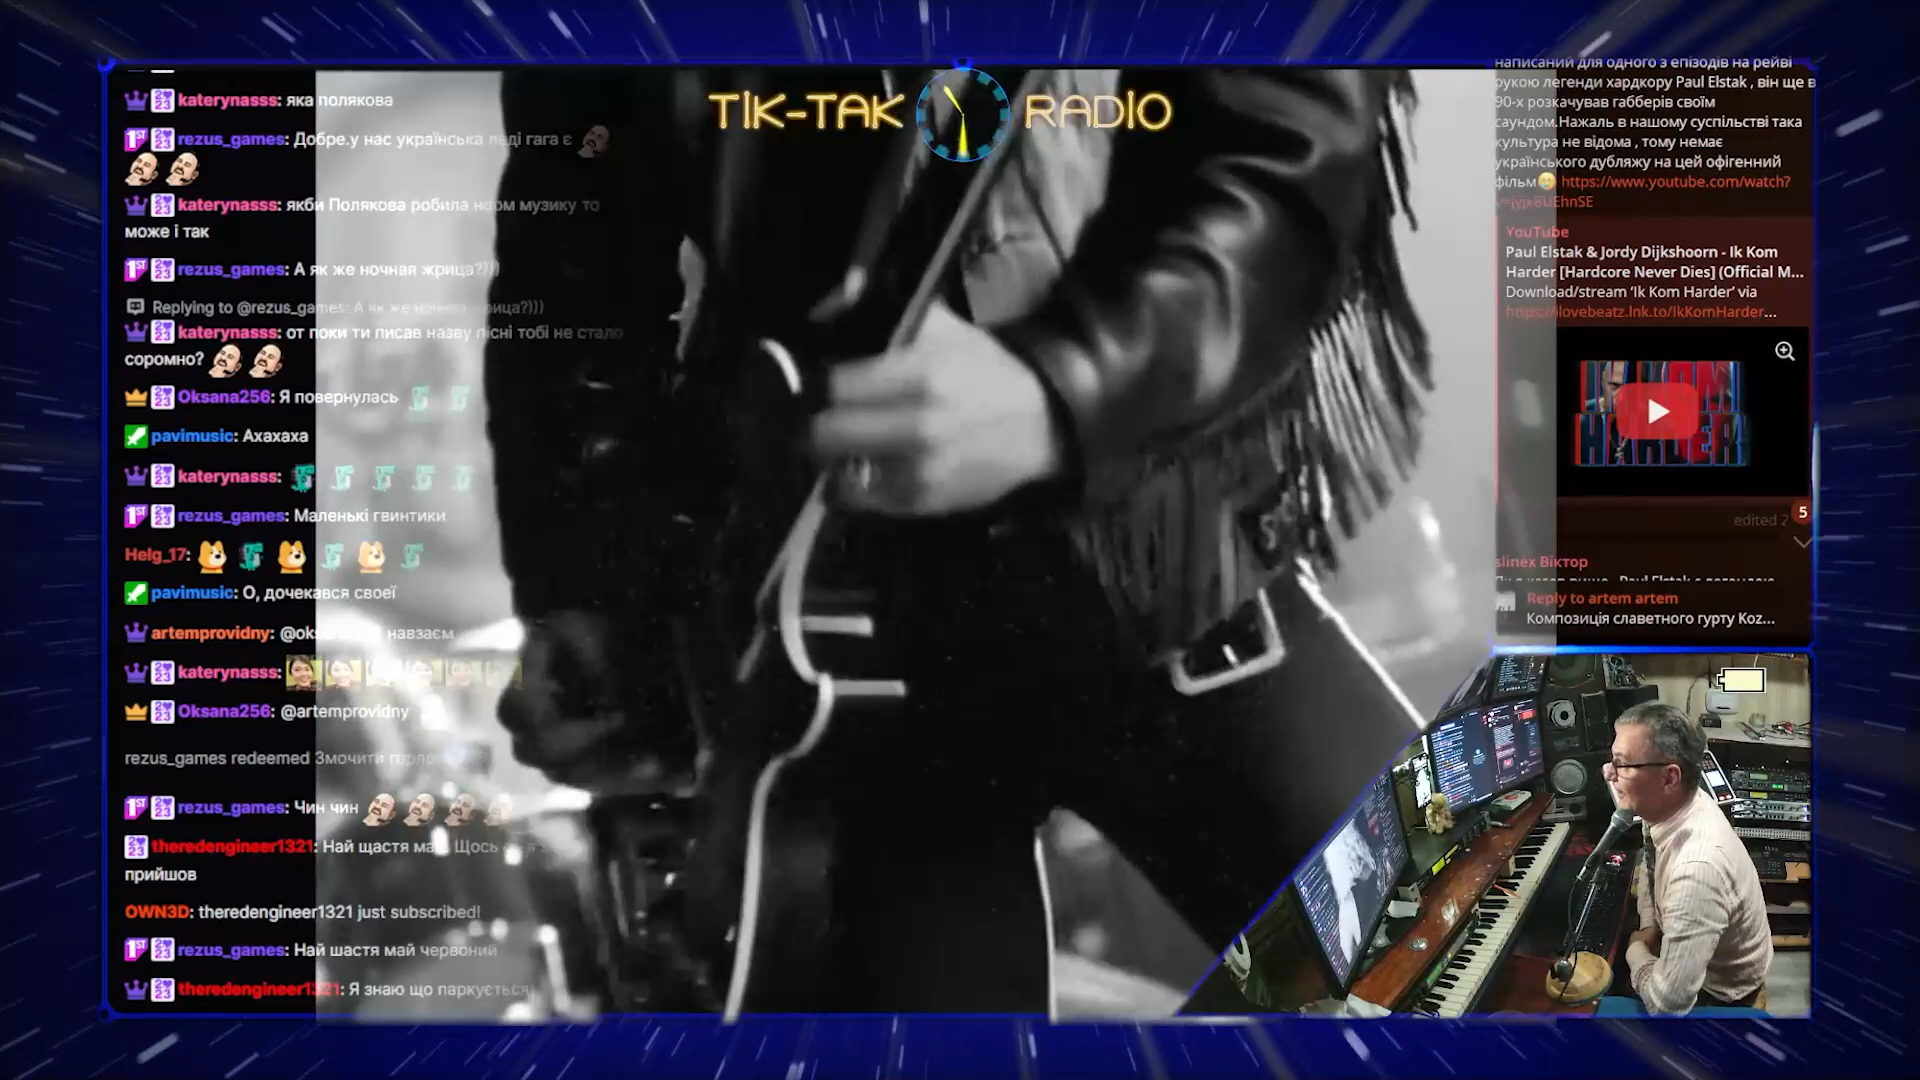 TIK-TAK RADIO
katerynasss: яка полякова
rezus_games: Добре.у нас українська леді гага є
katerynasss: якби Полякова робила норм музику то
може і так
rezus_games: А як же ночная жрица?)))
Replying to @rezus_games: А як же ночная жрица?)))
katerynasss: от поки ти писав назву пісні тобі не стало
соромно?
Oksana256: Я повернулась
pavimusic: Ахахаха
katerynasss:
rezus_games: Маленькі гвинтики
Helg_17:
pavimusic: О, дочекався своєї
artemprovidny: навзаєм
katerynasss:
Oksana256: @artemprovidny
rezus_games redeemed Змочити горло
rezus_games: Чин чин
theredengineer1321: Най щастя має Щось
прийшов
OWN3D: theredengineer1321 just subscribed!
rezus_games: Най шастя май червоний
theredengineer1321: Я знаю що паркується
написаний для одного з епізодів на рейві
рукою легенди хардкору Paul Elstak , він ще в
90-х розкачував габберів своїм
саундом.Нажаль в нашому суспільстві така
культура не відома , тому немає
українського дубляжу на цей офігенний
фільм https://www.youtube.com/watch?
YouTube
Paul Elstak & Jordy Dijkshoorn - Ik Kom
Harder [Hardcore Never Dies] (Official M...
Download/stream ‘Ik Kom Harder’ via
https://ilovebeatz.lnk.to/IkKomHarder...
IK KOM
HARDER
edited 2
5
slinex Віктор
Reply to artem artem
Композиція славетного гурту Koz...